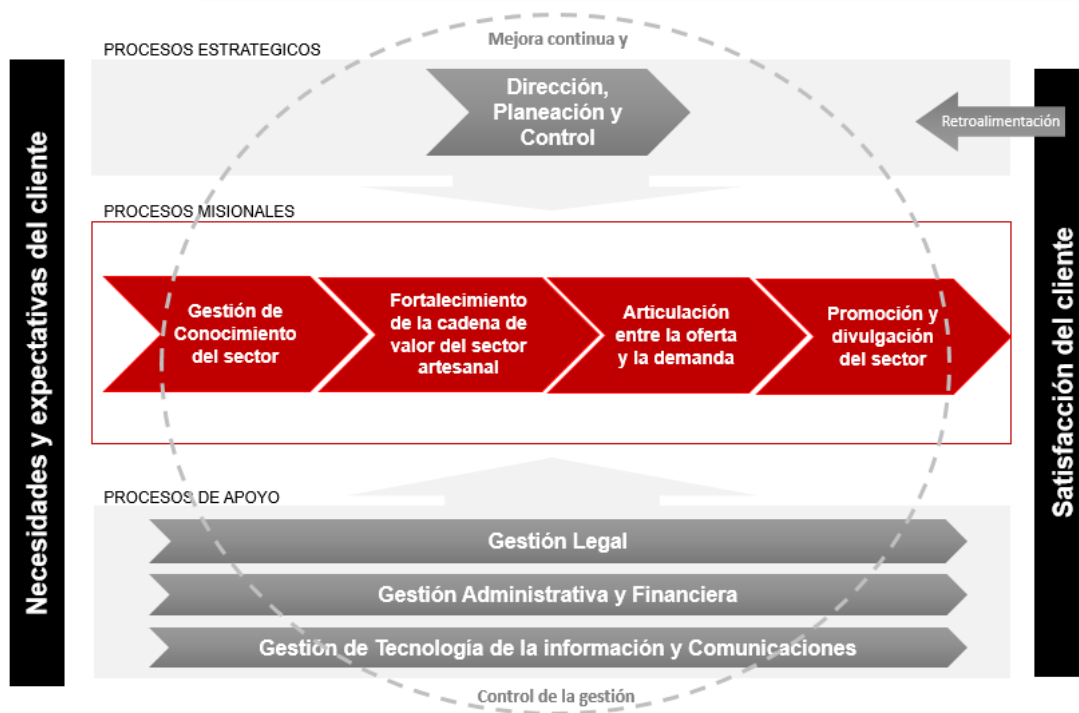 Mejora continua y
PROCESOS ESTRATEGICOS
Dirección,
Planeación y
Control
Retroalimentación
Necesidades y expectativas del cliente
PROCESOS MISIONALES
Gestión de
Conocimiento
del sector
Fortalecimiento
de la cadena de
valor del sector
artesanal
Articulación
entre la oferta
y la demanda
Promoción y
divulgación
del sector
Satisfacción del cliente
PROCESOS DE APOYO
Gestión Legal
Gestión Administrativa y Financiera
Gestión de Tecnología de la información y Comunicaciones
Control de la gestión